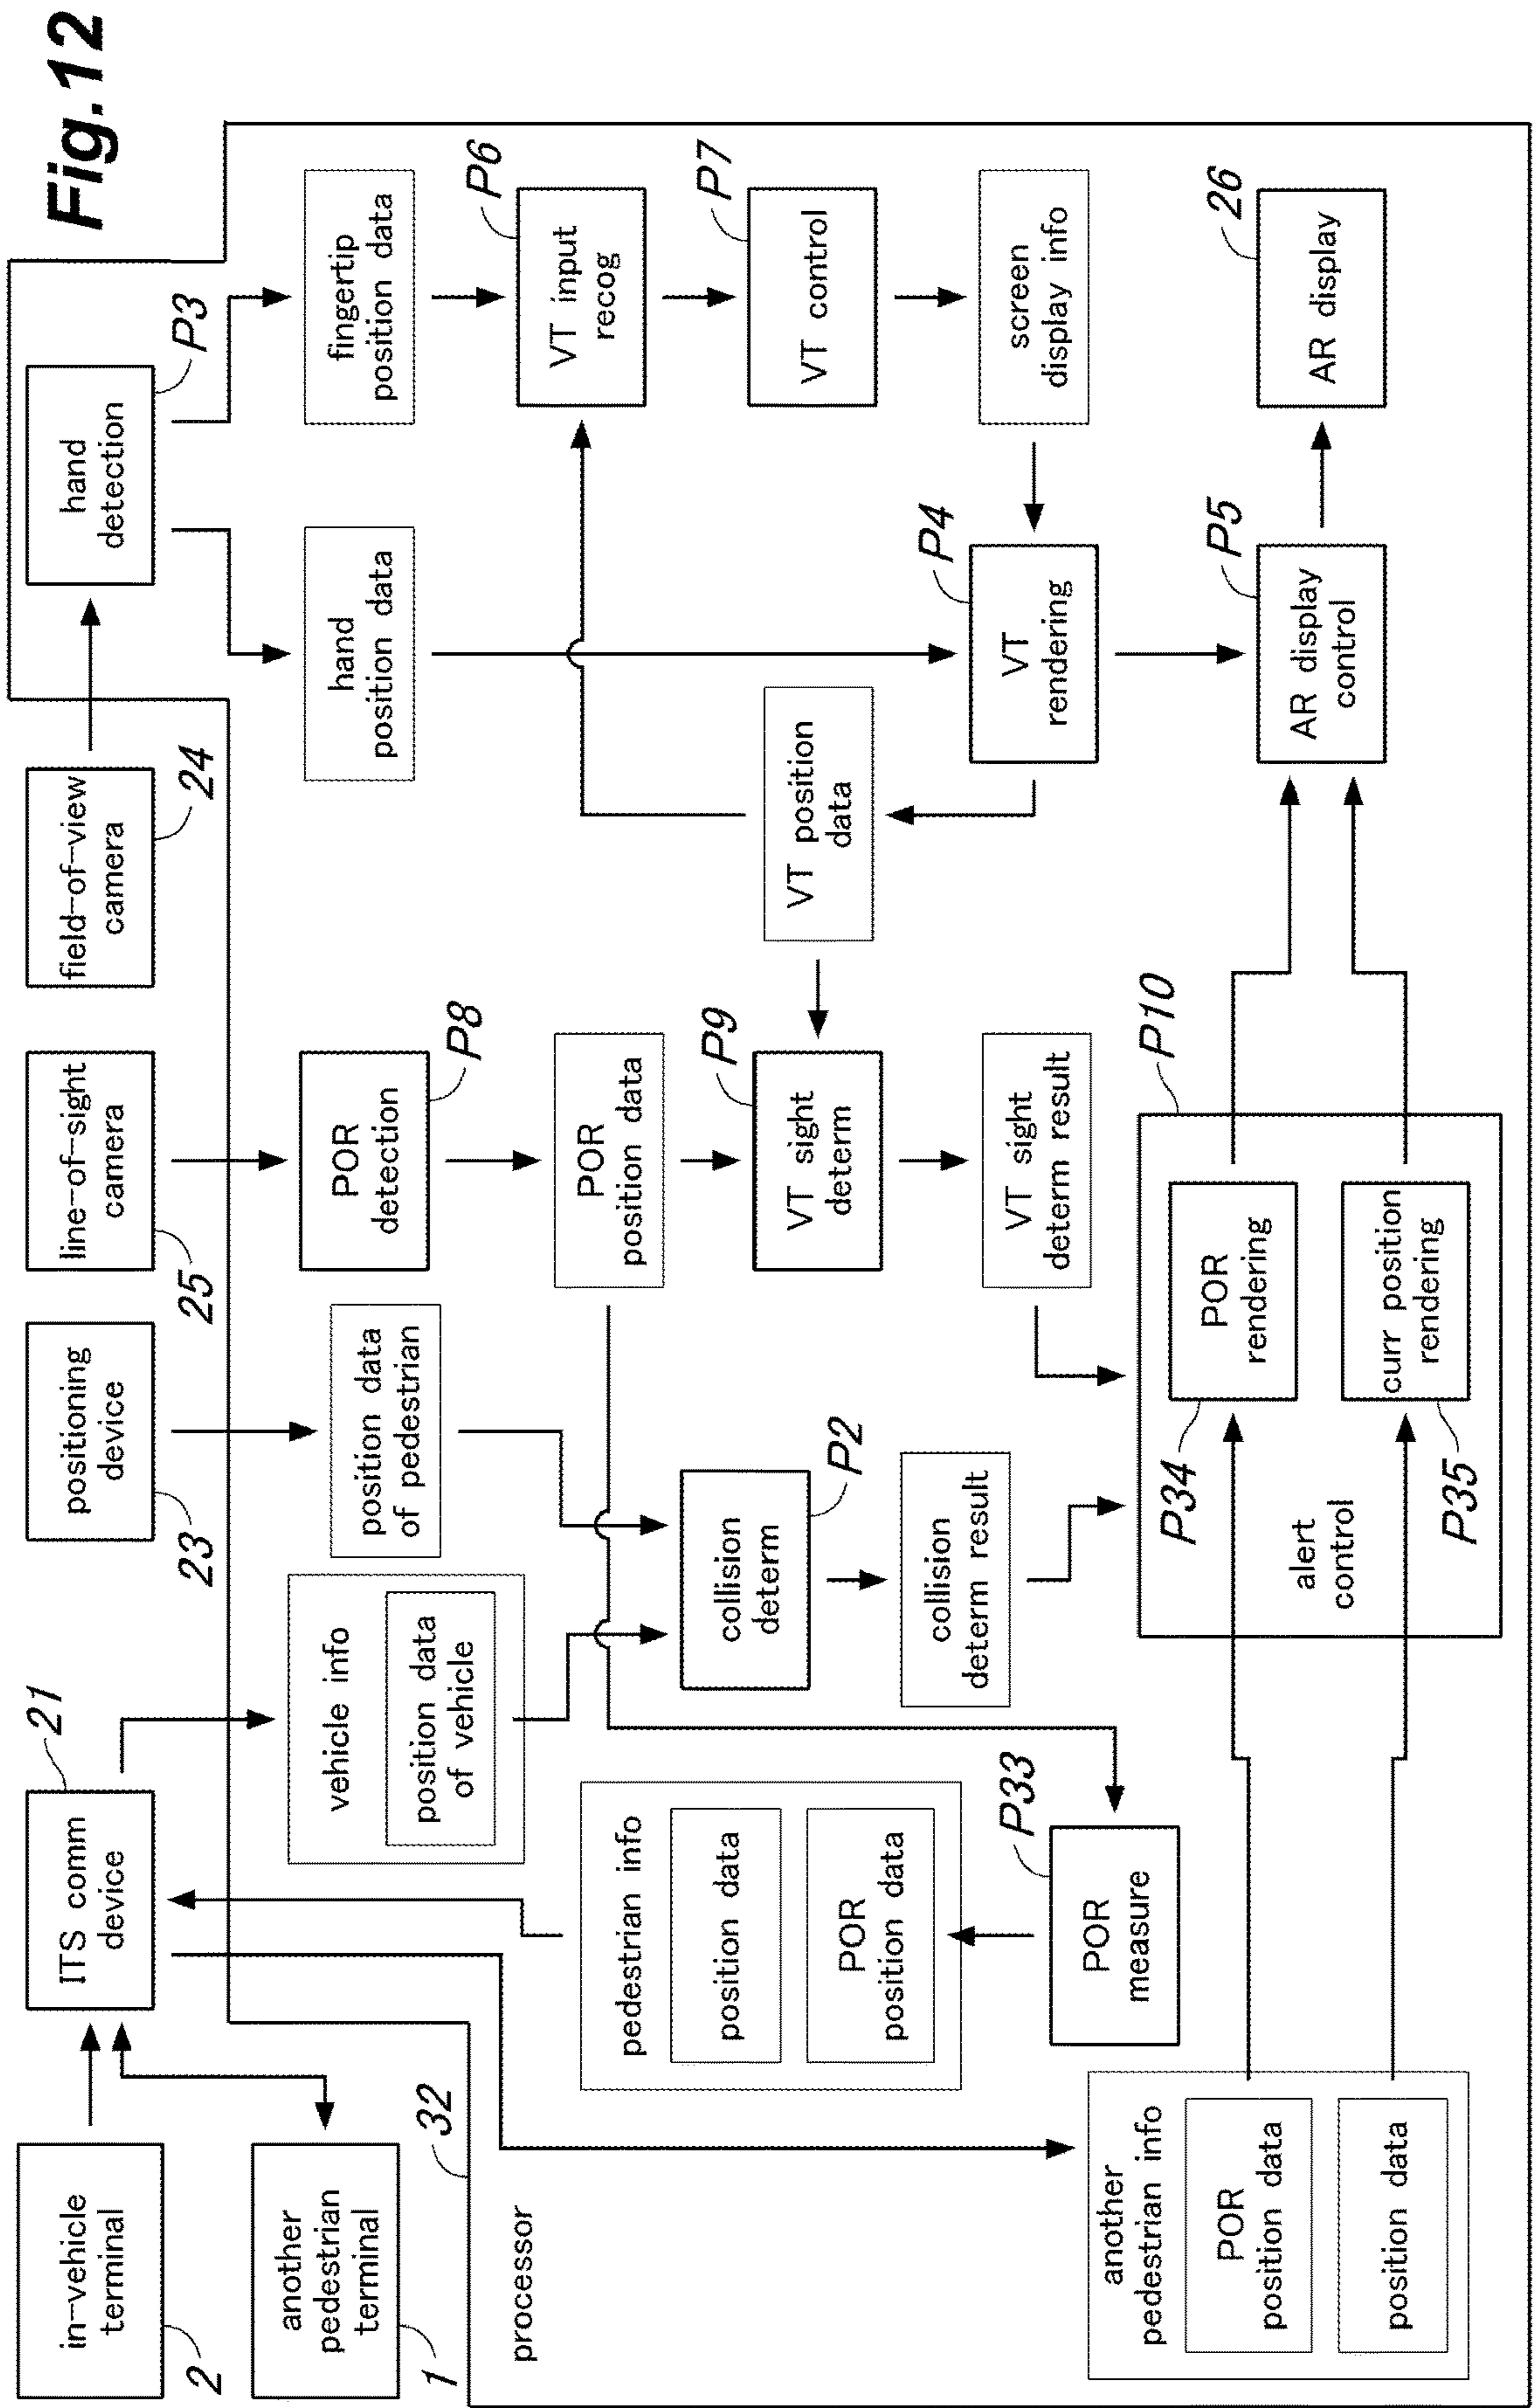 Fig.12
in-vehicle
terminal
2
another
pedestrian
terminal
1
ITS comm
device
21
positioning
device
23
line-of-sight
camera
25
field-of-view
camera
24
hand
detection
P3
processor
32
vehicle info
position data
of vehicle
position data
of pedestrian
POR
detection
P8
hand
position data
fingertip
position data
pedestrian info
position data
POR
position data
collision
determ
P2
POR
position data
VT sight
determ
P9
VT position
data
VT input
recog
P6
VT control
P7
POR
measure
P33
collision
determ result
VT sight
determ result
VT
rendering
P4
screen
display info
another
pedestrian info
POR
position data
position data
alert
control
P10
POR
rendering
P34
curr position
rendering
P35
AR display
control
P5
AR display
26